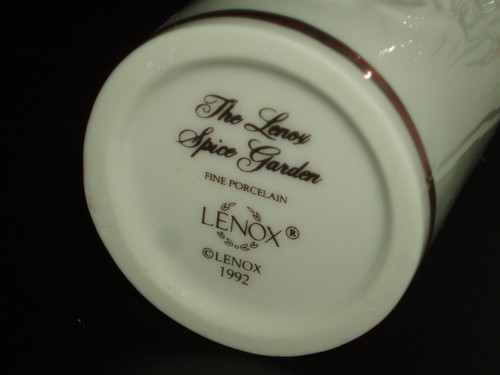 The Lenox
Spice Garden
FINE PORCELAIN
LENOX®
©LENOX
1992